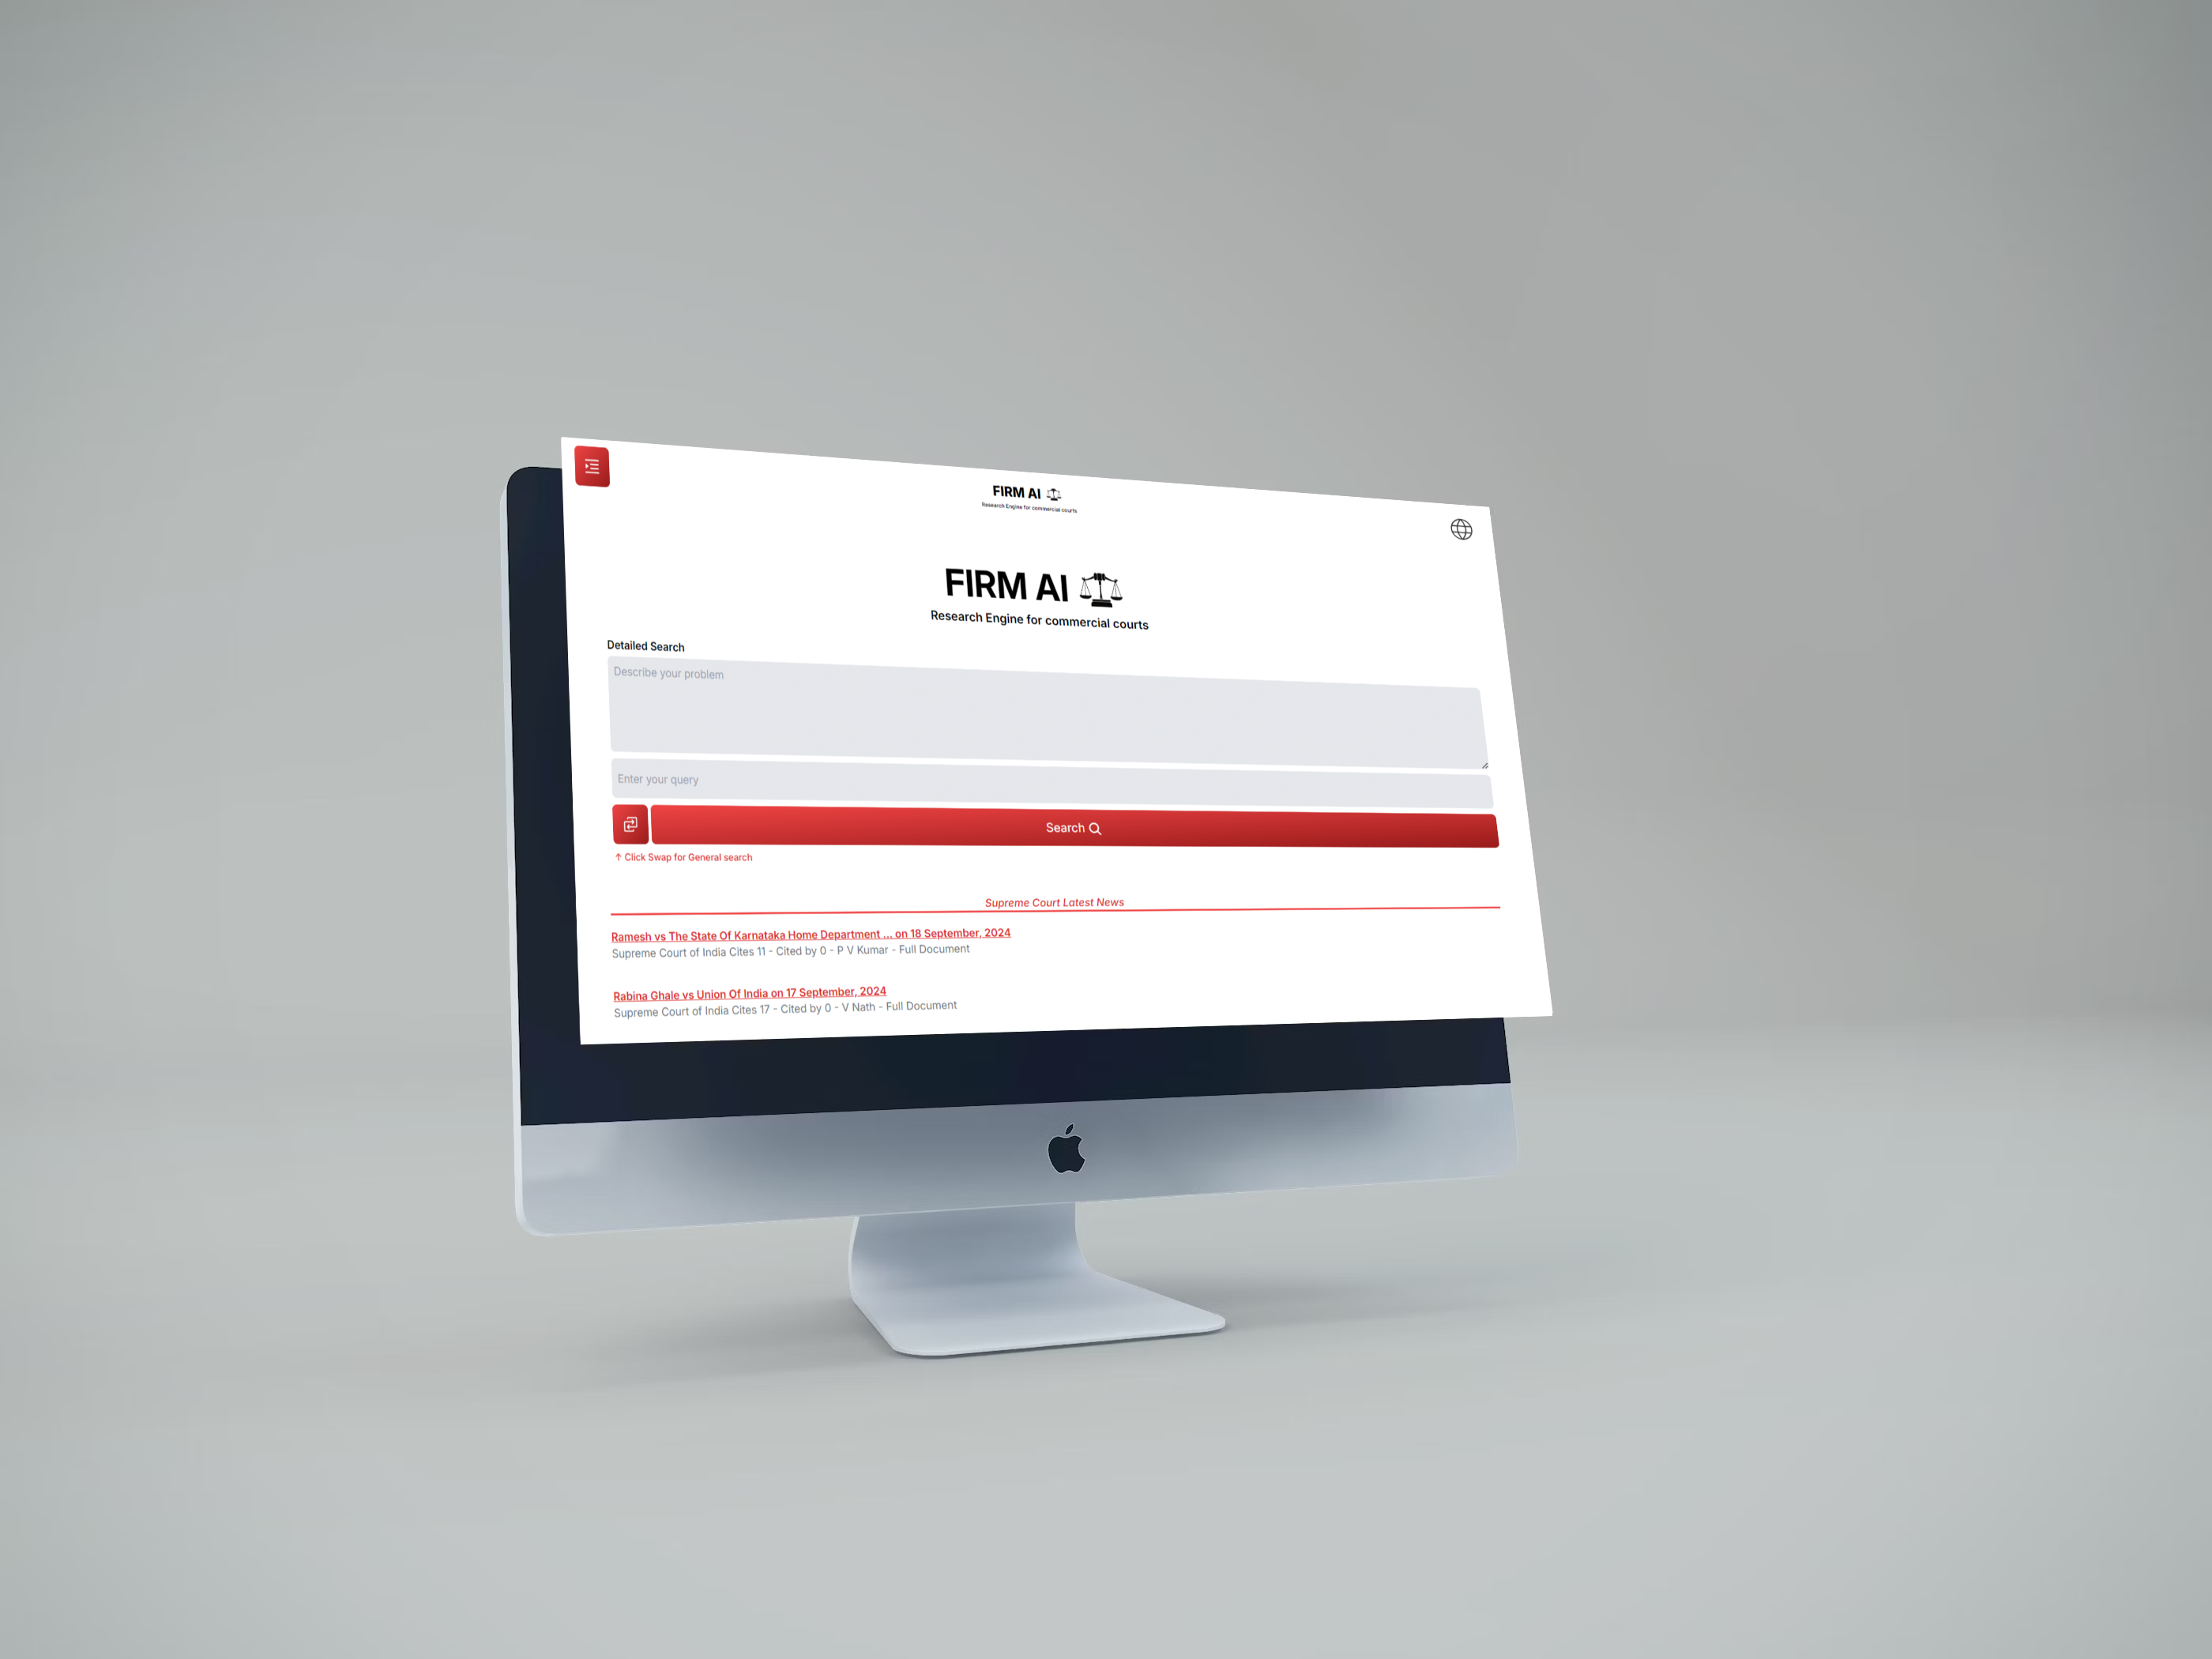 FIRM AI
Research Engine for commercial courts
FIRM AI
Research Engine for commercial courts
Detailed Search
Describe your problem
Enter your query
Search
↑ Click Swap for General search
Supreme Court Latest News
Ramesh vs The State Of Karnataka Home Department ... on 18 September, 2024
Supreme Court of India Cites 11 - Cited by 0 - P V Kumar - Full Document
Rabina Ghale vs Union Of India on 17 September, 2024
Supreme Court of India Cites 17 - Cited by 0 - V Nath - Full Document